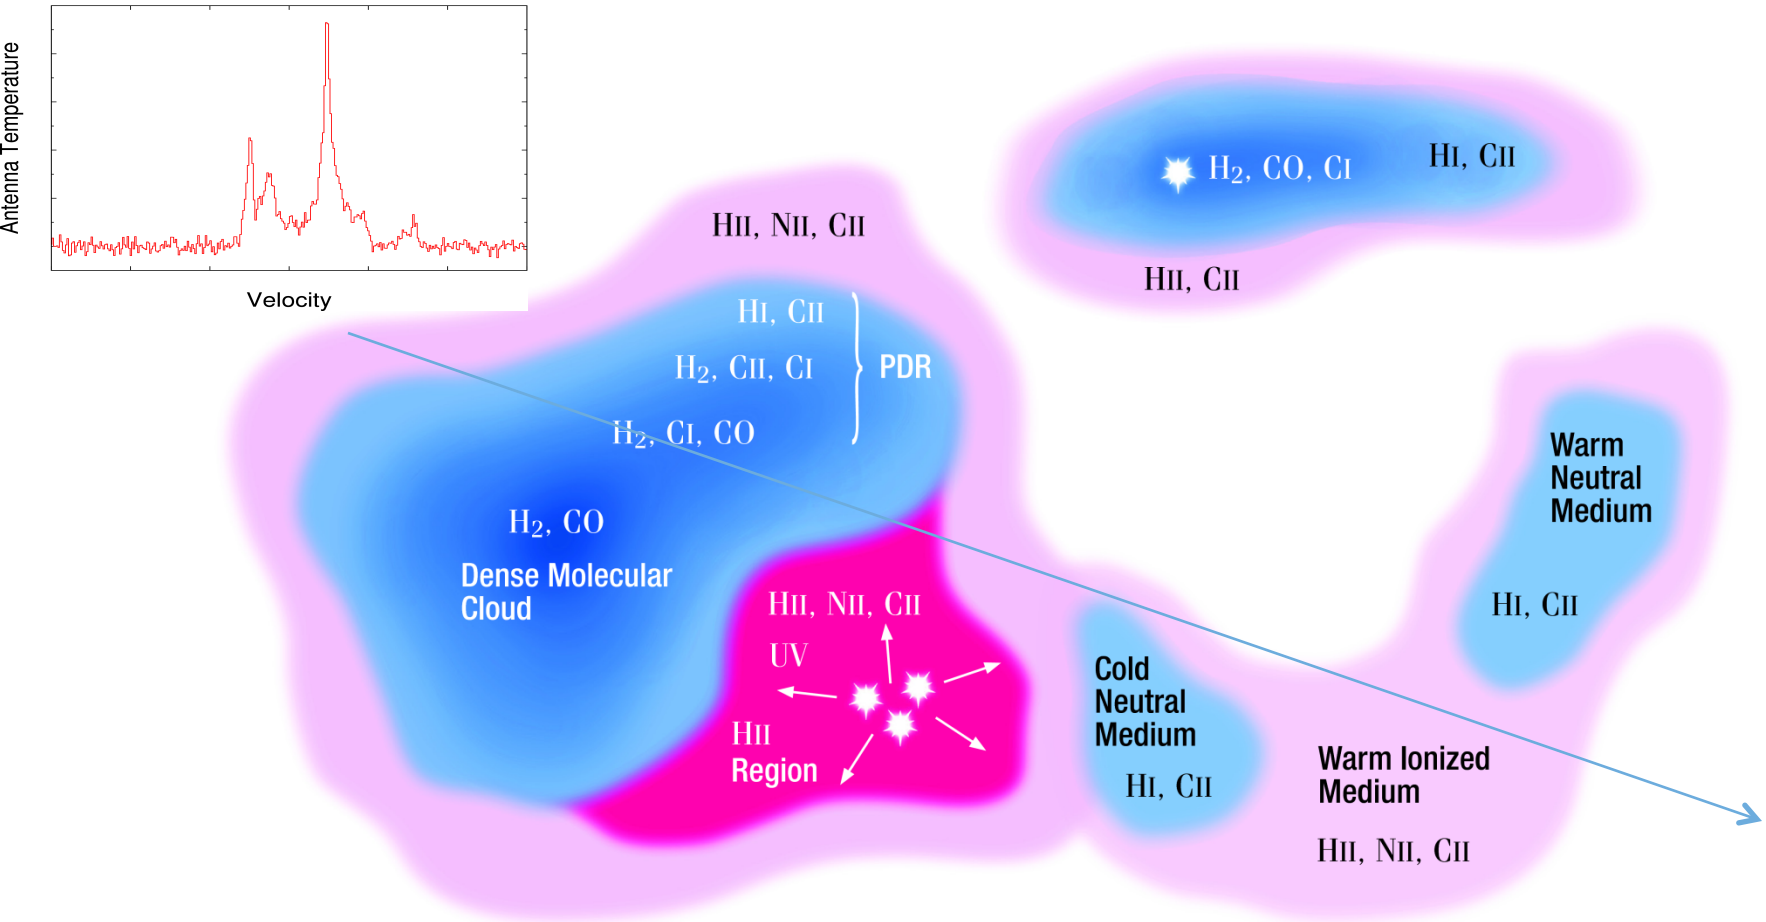 Antenna Temperature
Velocity
H₂, CO, CI
HI, CII
HII, CII
HII, NII, CII
HI, CII
H₂, CII, CI
PDR
H₂, CI, CO
H₂, CO
Dense Molecular
Cloud
HII, NII, CII
UV
HII
Region
Cold
Neutral
Medium
HI, CII
Warm
Neutral
Medium
HI, CII
Warm Ionized
Medium
HII, NII, CII